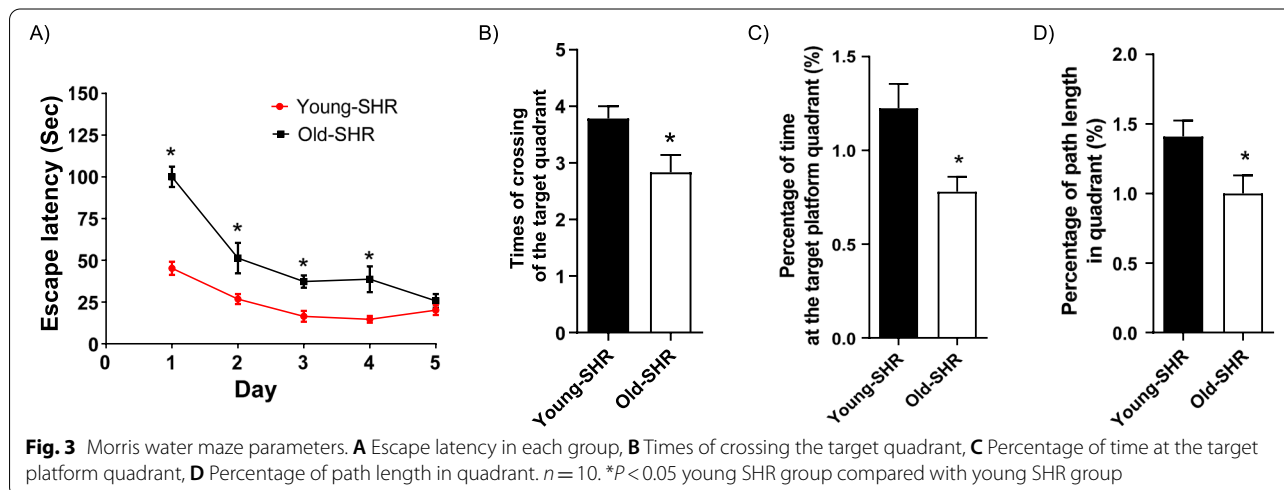 A)
Escape latency (Sec)
150
125
100
75
50
25
0
0 1 2 3 4 5
Day
Young-SHR
Old-SHR
* * * *
B)
Times of crossing
of the target quadrant
5
4
3
2
1
0
*
Young-SHR
Old-SHR
C)
Percentage of time
at the target platform quadrant (%)
1.5
1.0
0.5
0.0
*
Young-SHR
Old-SHR
D)
Percentage of path length
in quadrant (%)
2.0
1.5
1.0
0.5
0.0
*
Young-SHR
Old-SHR
Fig. 3 Morris water maze parameters. A Escape latency in each group, B Times of crossing the target quadrant, C Percentage of time at the target
platform quadrant, D Percentage of path length in quadrant. n = 10. *P < 0.05 young SHR group compared with young SHR group